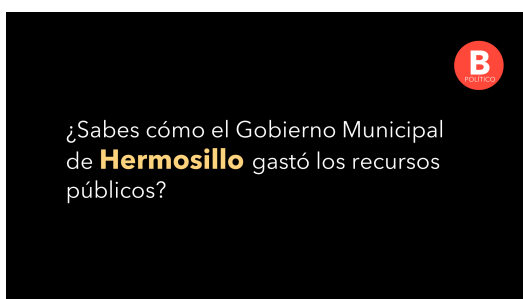 B
POLÍTICO
¿Sabes cómo el Gobierno Municipal
de Hermosillo gastó los recursos
públicos?